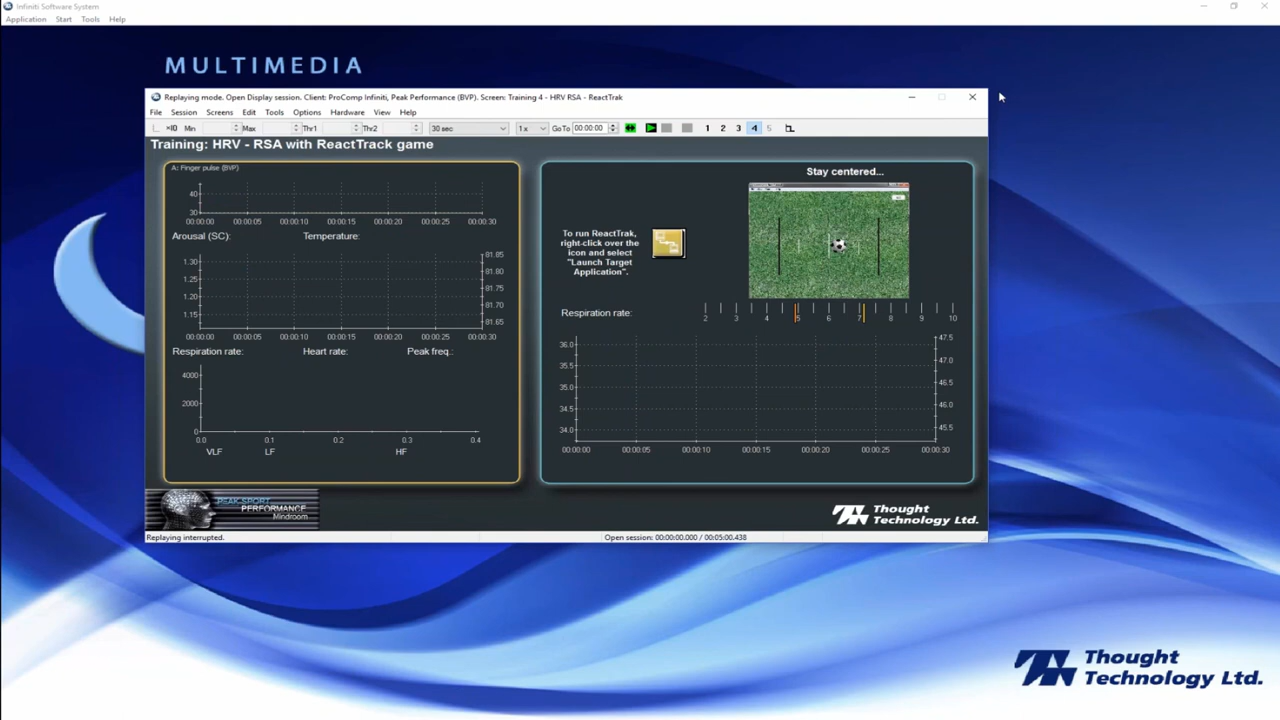 Infiniti Software System
Application Start Tools Help
MULTIMEDIA
Replaying mode. Open Display session. Client: ProComp Infiniti, Peak Performance (BVP). Screen: Training 4 - HRV RSA - ReactTrak
File Session Screens Edit Tools Options Hardware View Help
Min Max Thr1 Thr2 30 sec 1x GoTo 00:00:00 1 2 3 4 5
Training: HRV - RSA with ReactTrack game
A: Finger pulse (BVP)
40
30
00:00:00 00:00:05 00:00:10 00:00:15 00:00:20 00:00:25 00:00:30
Arousal (SC): Temperature:
1.30 81.85
81.80
1.25
81.75
1.20
81.70
1.15
81.65
00:00:00 00:00:05 00:00:10 00:00:15 00:00:20 00:00:25 00:00:30
Respiration rate: Heart rate: Peak freq.:
4000
2000
0
0.0 0.1 0.2 0.3 0.4
VLF LF HF
Stay centered...
To run ReactTrak,
right-click over the
icon and select
"Launch Target
Application".
Respiration rate:
2 3 4 5 6 7 8 9 10
36.0 47.5
35.5 47.0
35.0 46.5
34.5 46.0
34.0 45.5
00:00:00 00:00:05 00:00:10 00:00:15 00:00:20 00:00:25 00:00:30
PEAK-SPORT
PERFORMANCE
Mindroom
Thought
Technology Ltd.
Replaying interrupted. Open session: 00:00:00.000 / 00:05:00.438
Thought
Technology Ltd.